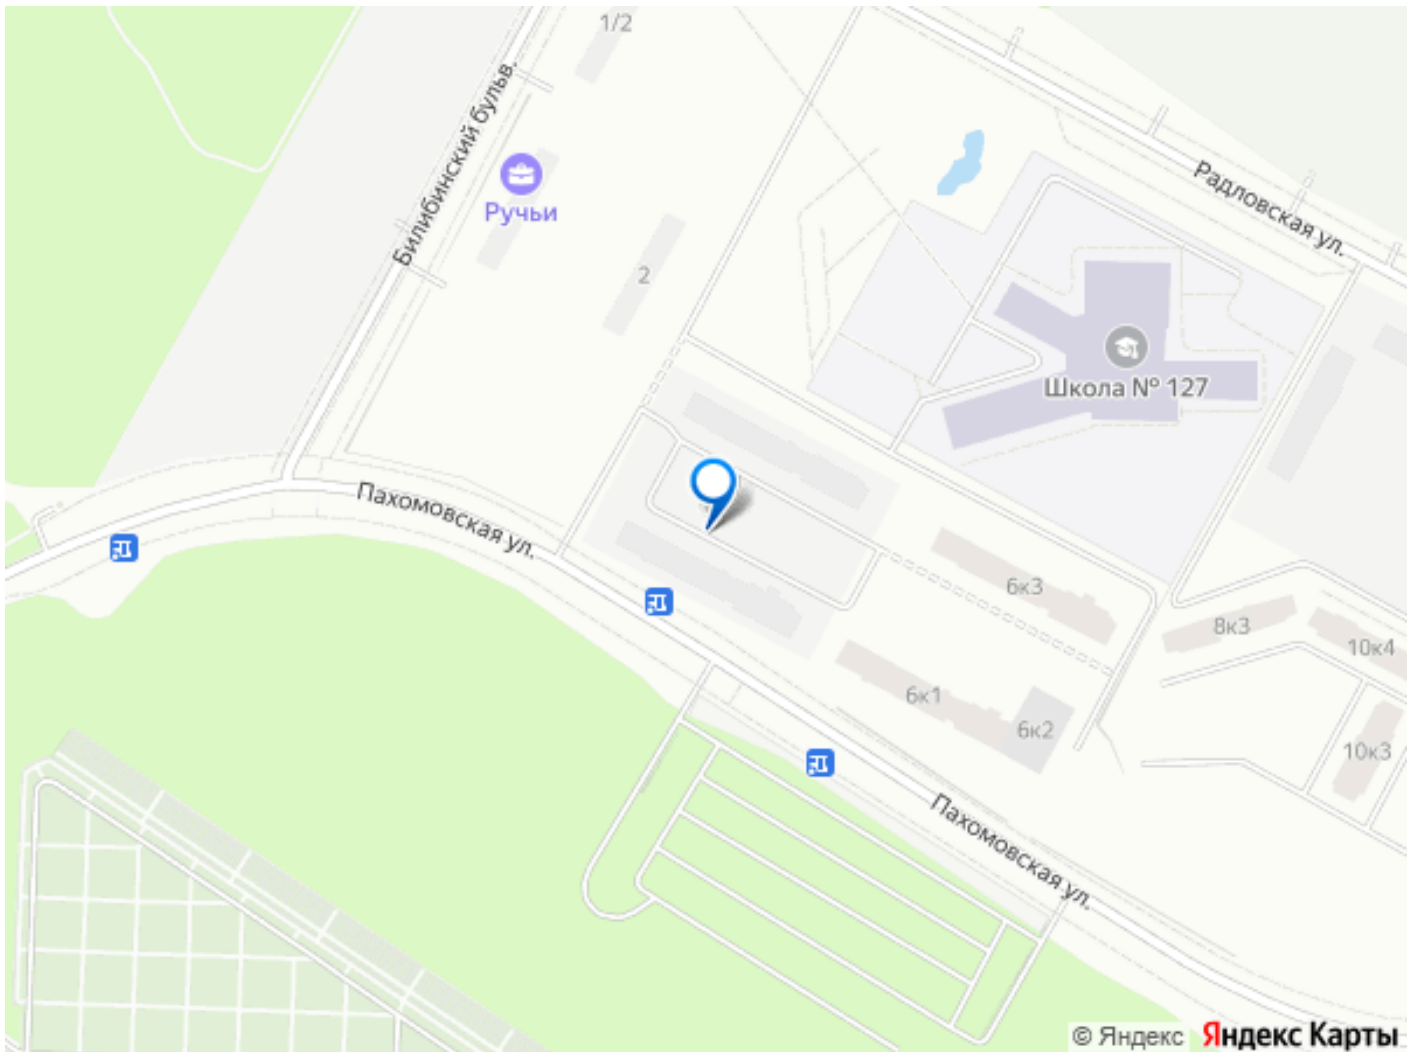 1/2
Билибинский бульв.
Ручьи
2
Радловская ул.
Школа № 127
Пахомовская ул.
6к3
8к3
10к4
6к1
6к2
10к3
Пахомовская ул.
© Яндекс Яндекс Карты